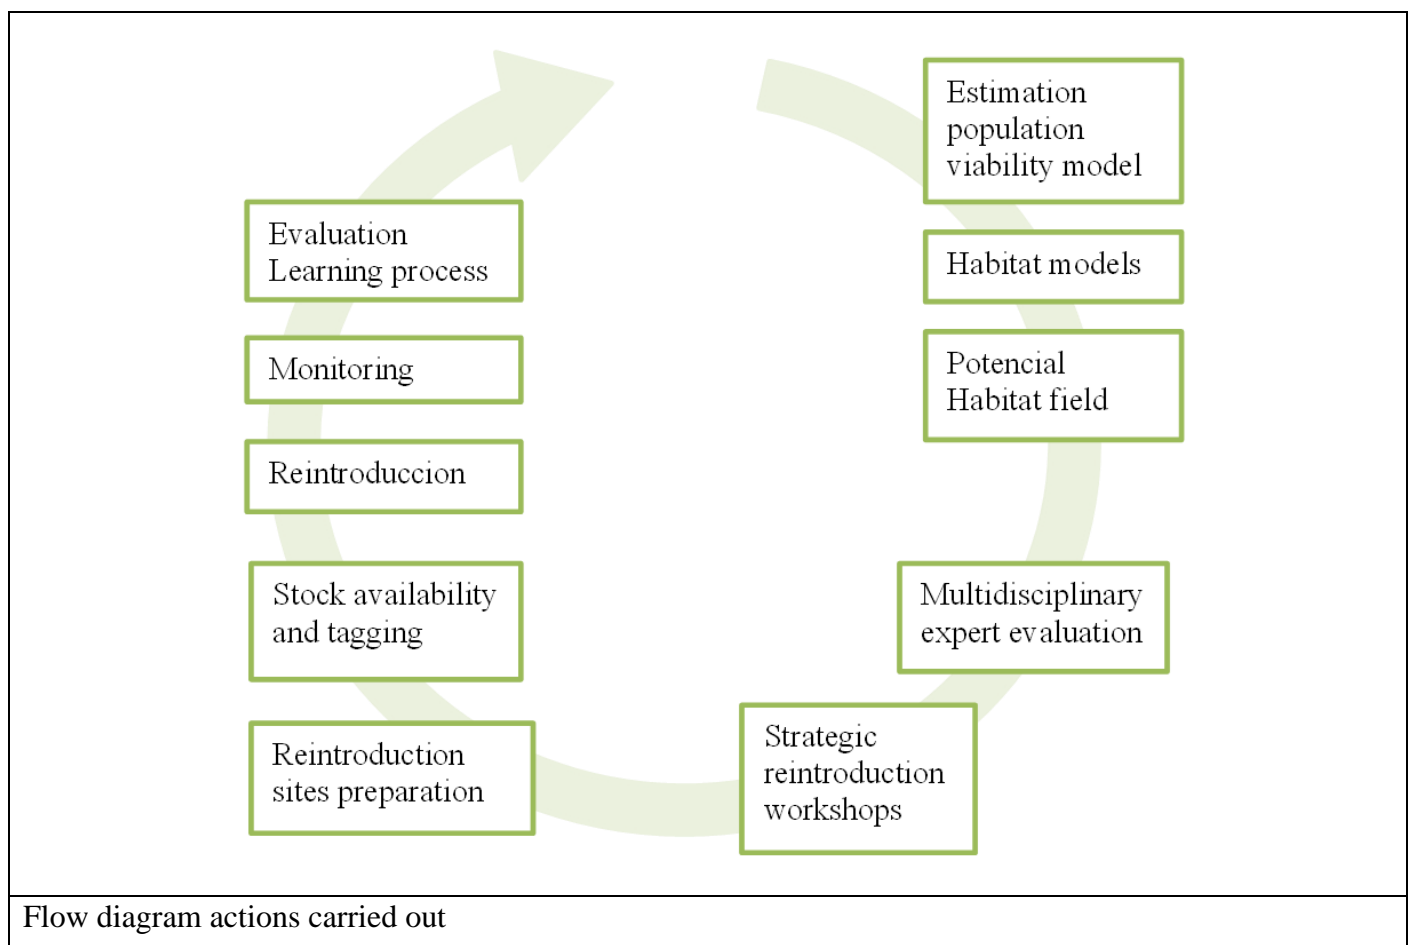 Estimation
population
viability model
Habitat models
Potencial
Habitat field
Multidisciplinary
expert evaluation
Strategic
reintroduction
workshops
Reintroduction
sites preparation
Stock availability
and tagging
Reintroduccion
Monitoring
Evaluation
Learning process
Flow diagram actions carried out